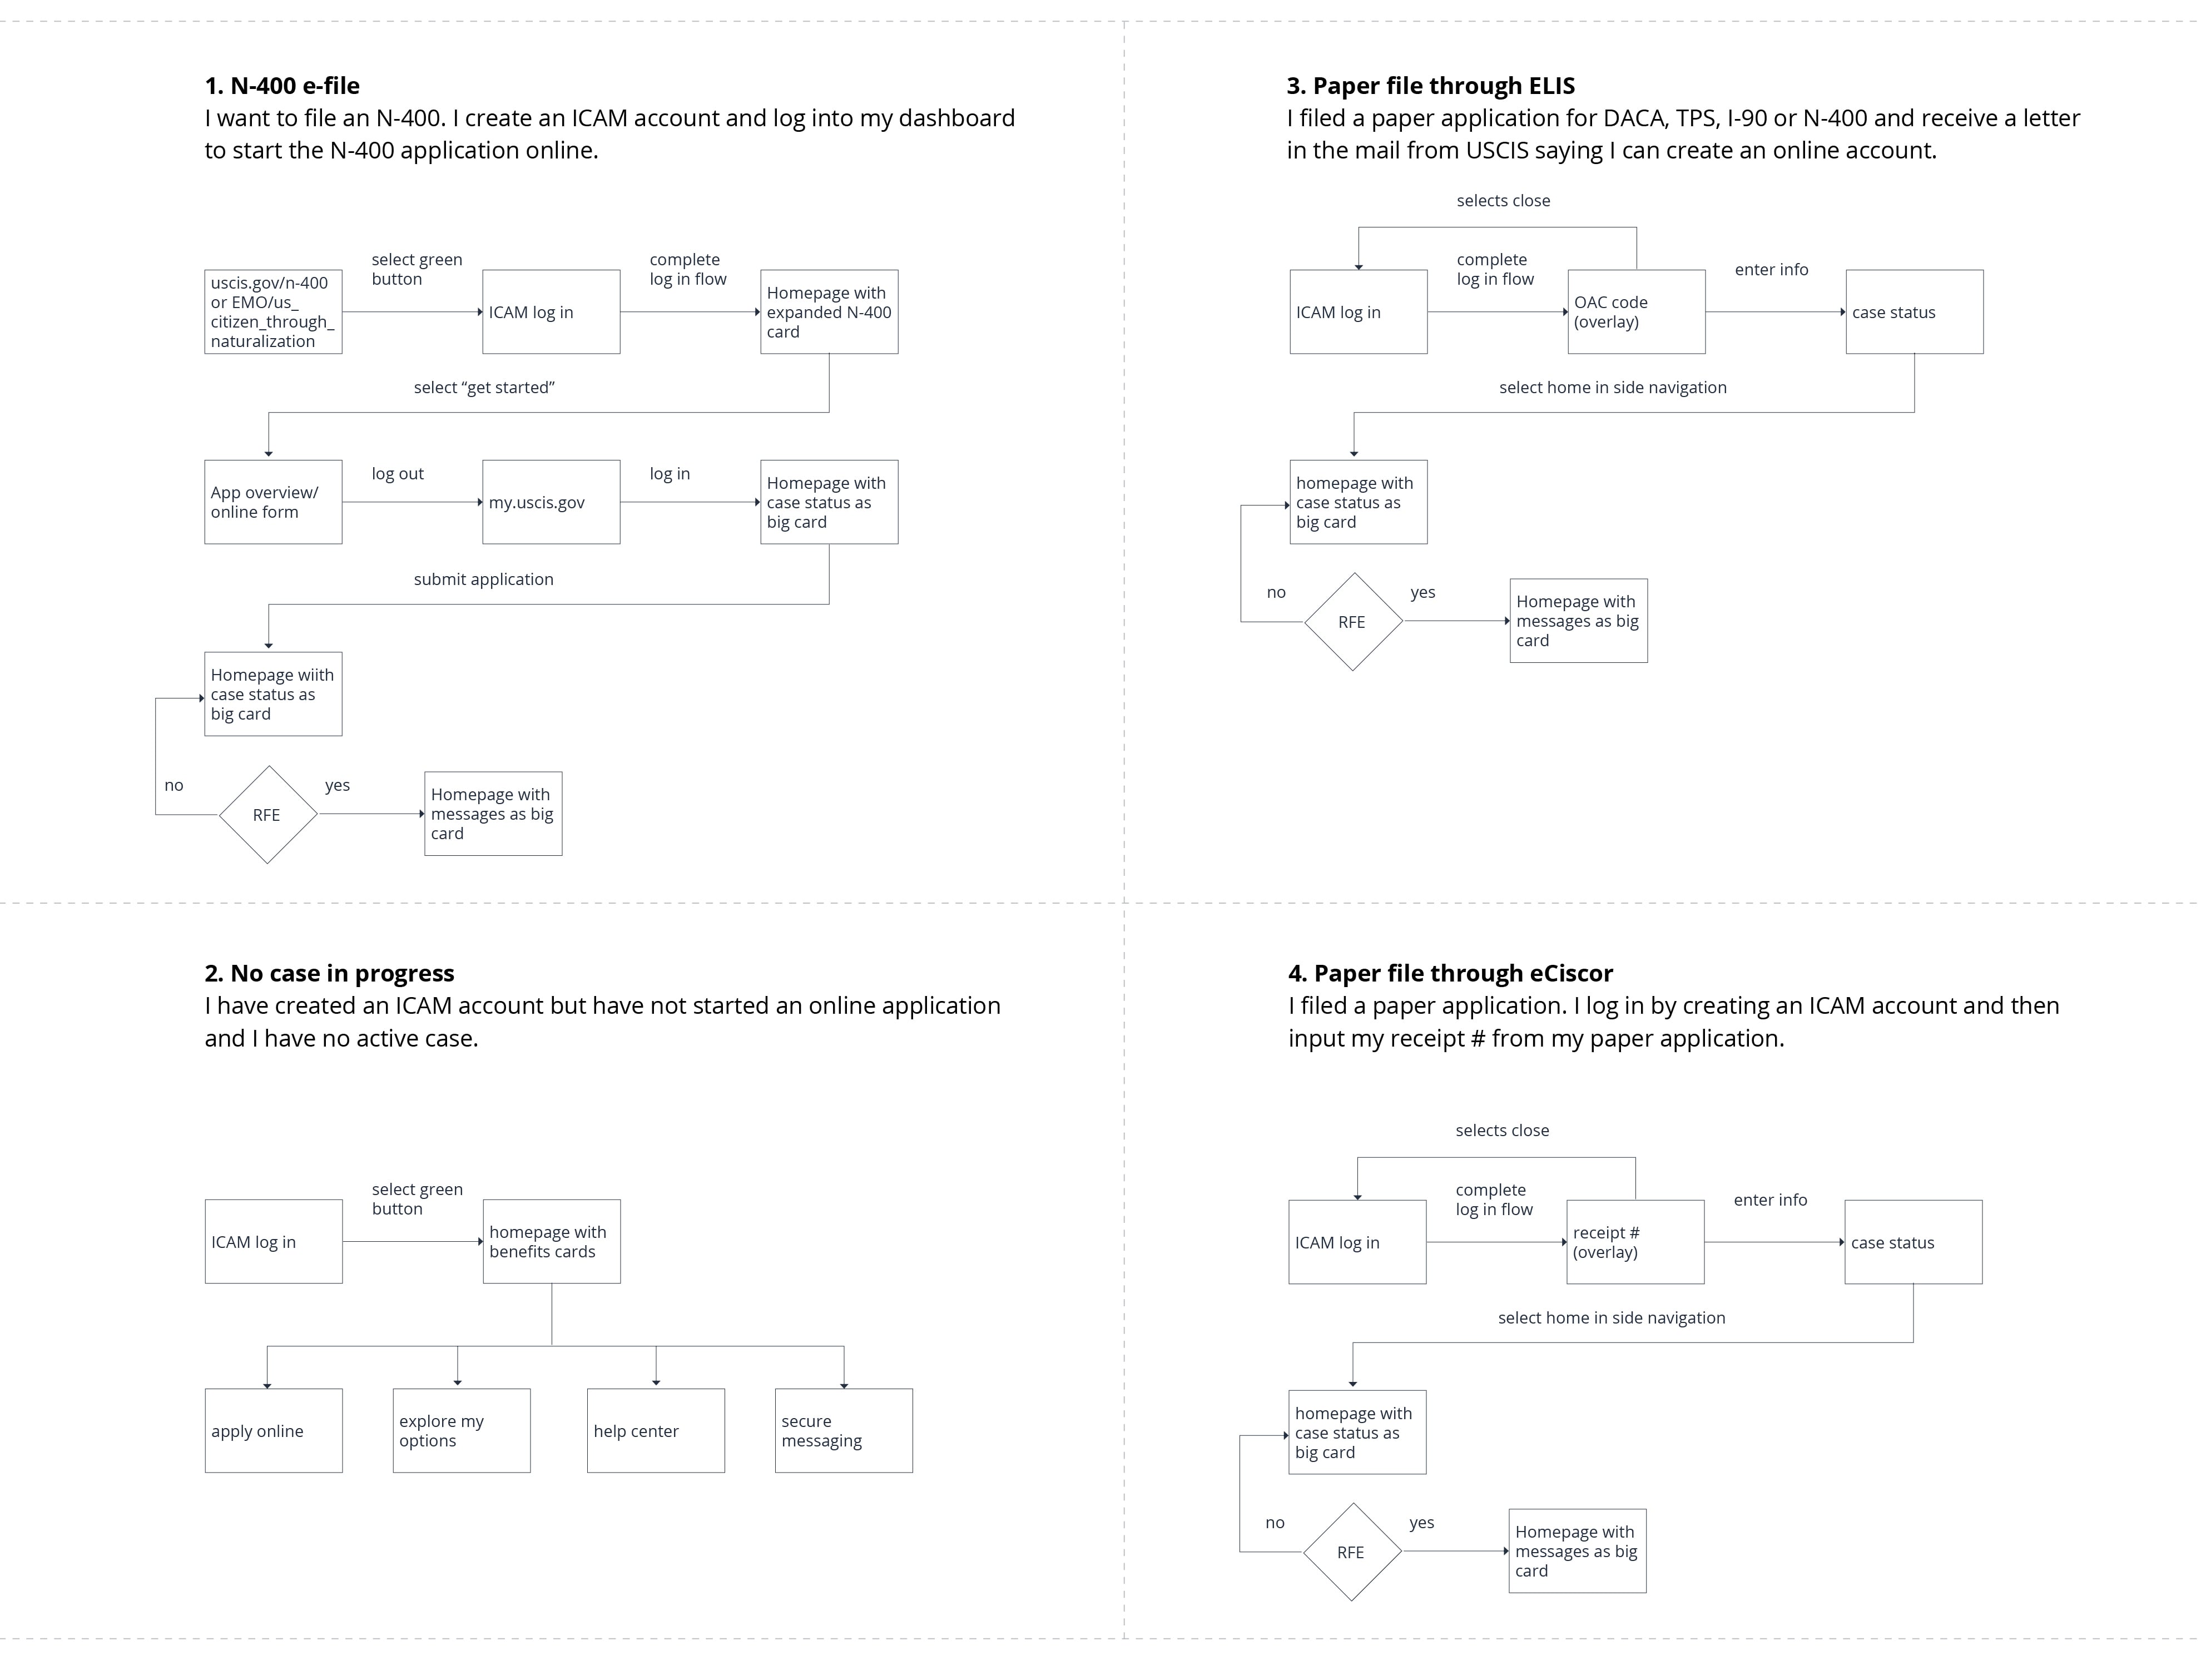 1. N-400 e-file
I want to file an N-400. I create an ICAM account and log into my dashboard
to start the N-400 application online.
uscis.gov/n-400
or EMO/us_
citizen_through_
naturalization
select green
button
ICAM log in
complete
log in flow
Homepage with
expanded N-400
card
select “get started”
App overview/
online form
log out
my.uscis.gov
log in
Homepage with
case status as
big card
submit application
Homepage wiith
case status as
big card
no
RFE
yes
Homepage with
messages as big
card
2. No case in progress
I have created an ICAM account but have not started an online application
and I have no active case.
ICAM log in
select green
button
homepage with
benefits cards
apply online
explore my
options
help center
secure
messaging
3. Paper file through ELIS
I filed a paper application for DACA, TPS, I-90 or N-400 and receive a letter
in the mail from USCIS saying I can create an online account.
selects close
ICAM log in
complete
log in flow
OAC code
(overlay)
enter info
case status
select home in side navigation
homepage with
case status as
big card
no
RFE
yes
Homepage with
messages as big
card
4. Paper file through eCiscor
I filed a paper application. I log in by creating an ICAM account and then
input my receipt # from my paper application.
selects close
ICAM log in
complete
log in flow
receipt #
(overlay)
enter info
case status
select home in side navigation
homepage with
case status as
big card
no
RFE
yes
Homepage with
messages as big
card